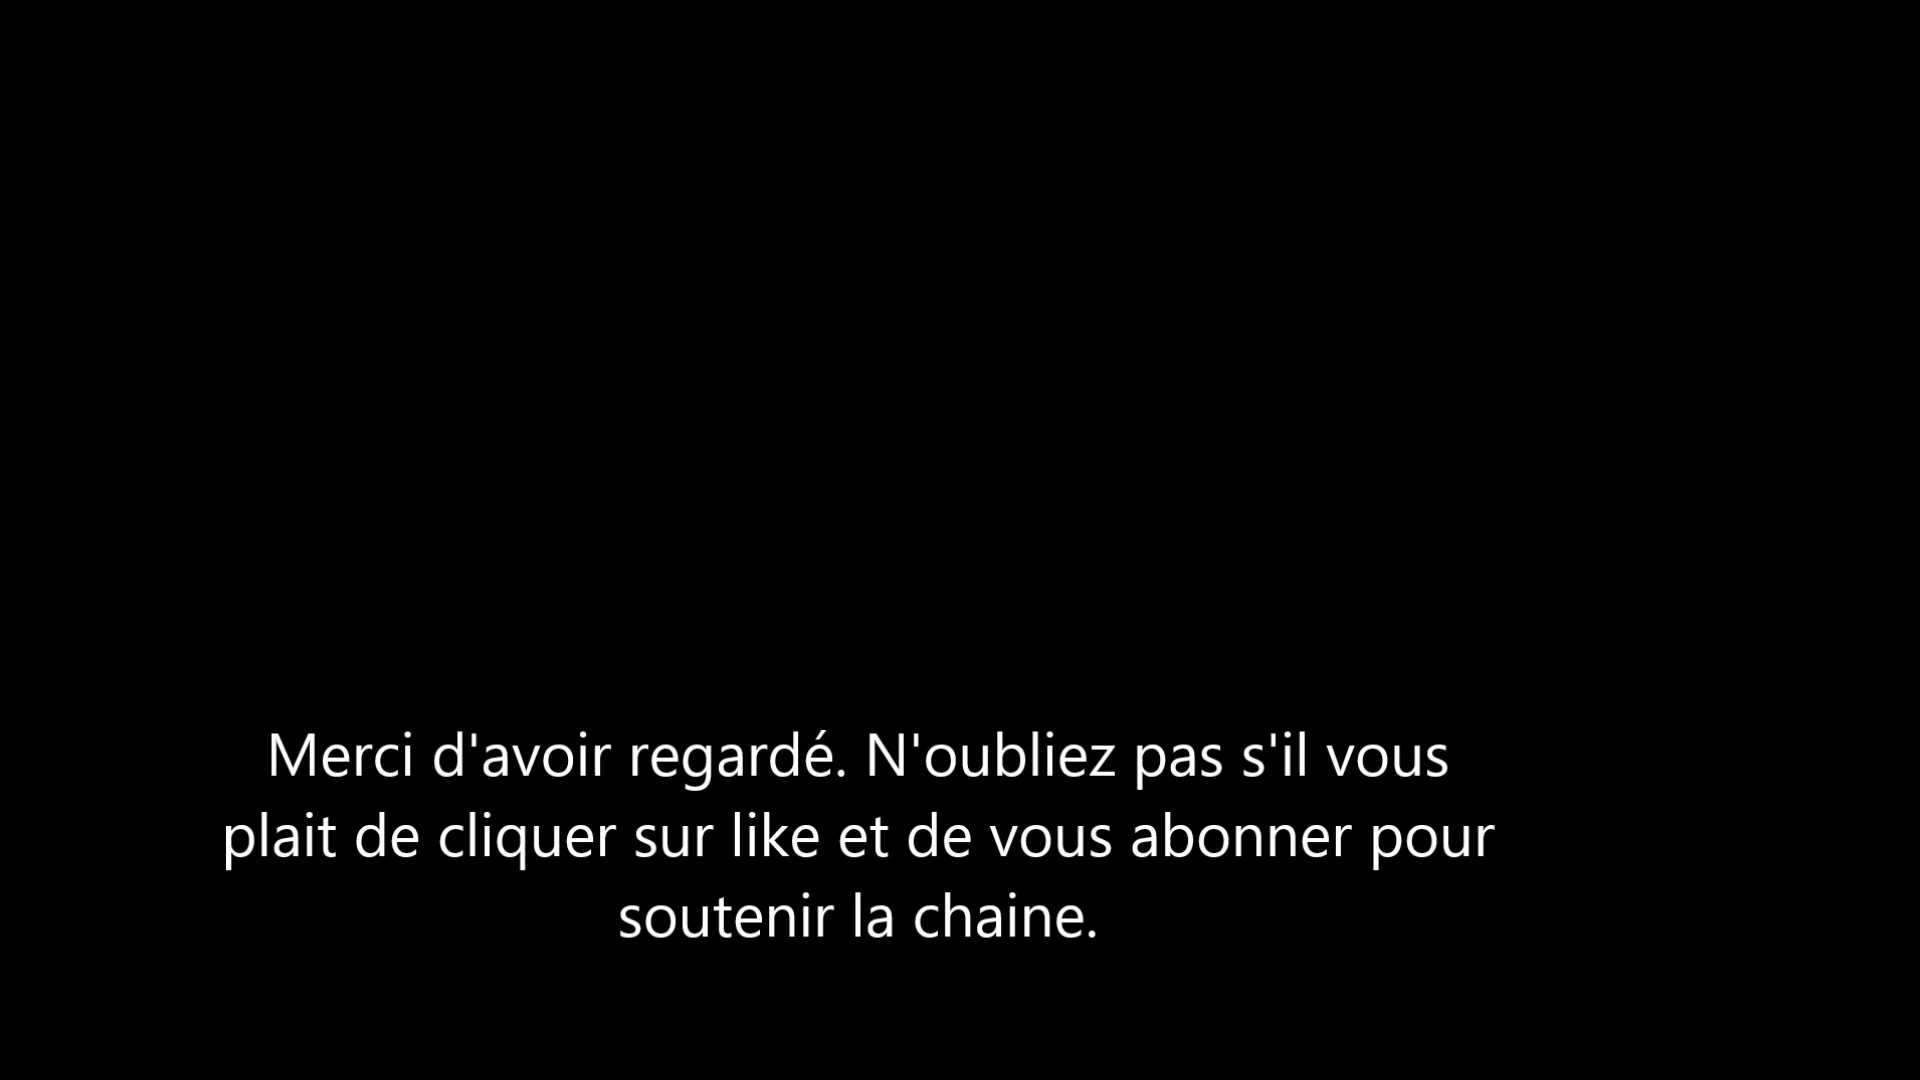 Merci d'avoir regardé. N'oubliez pas s'il vous
plait de cliquer sur like et de vous abonner pour
soutenir la chaine.